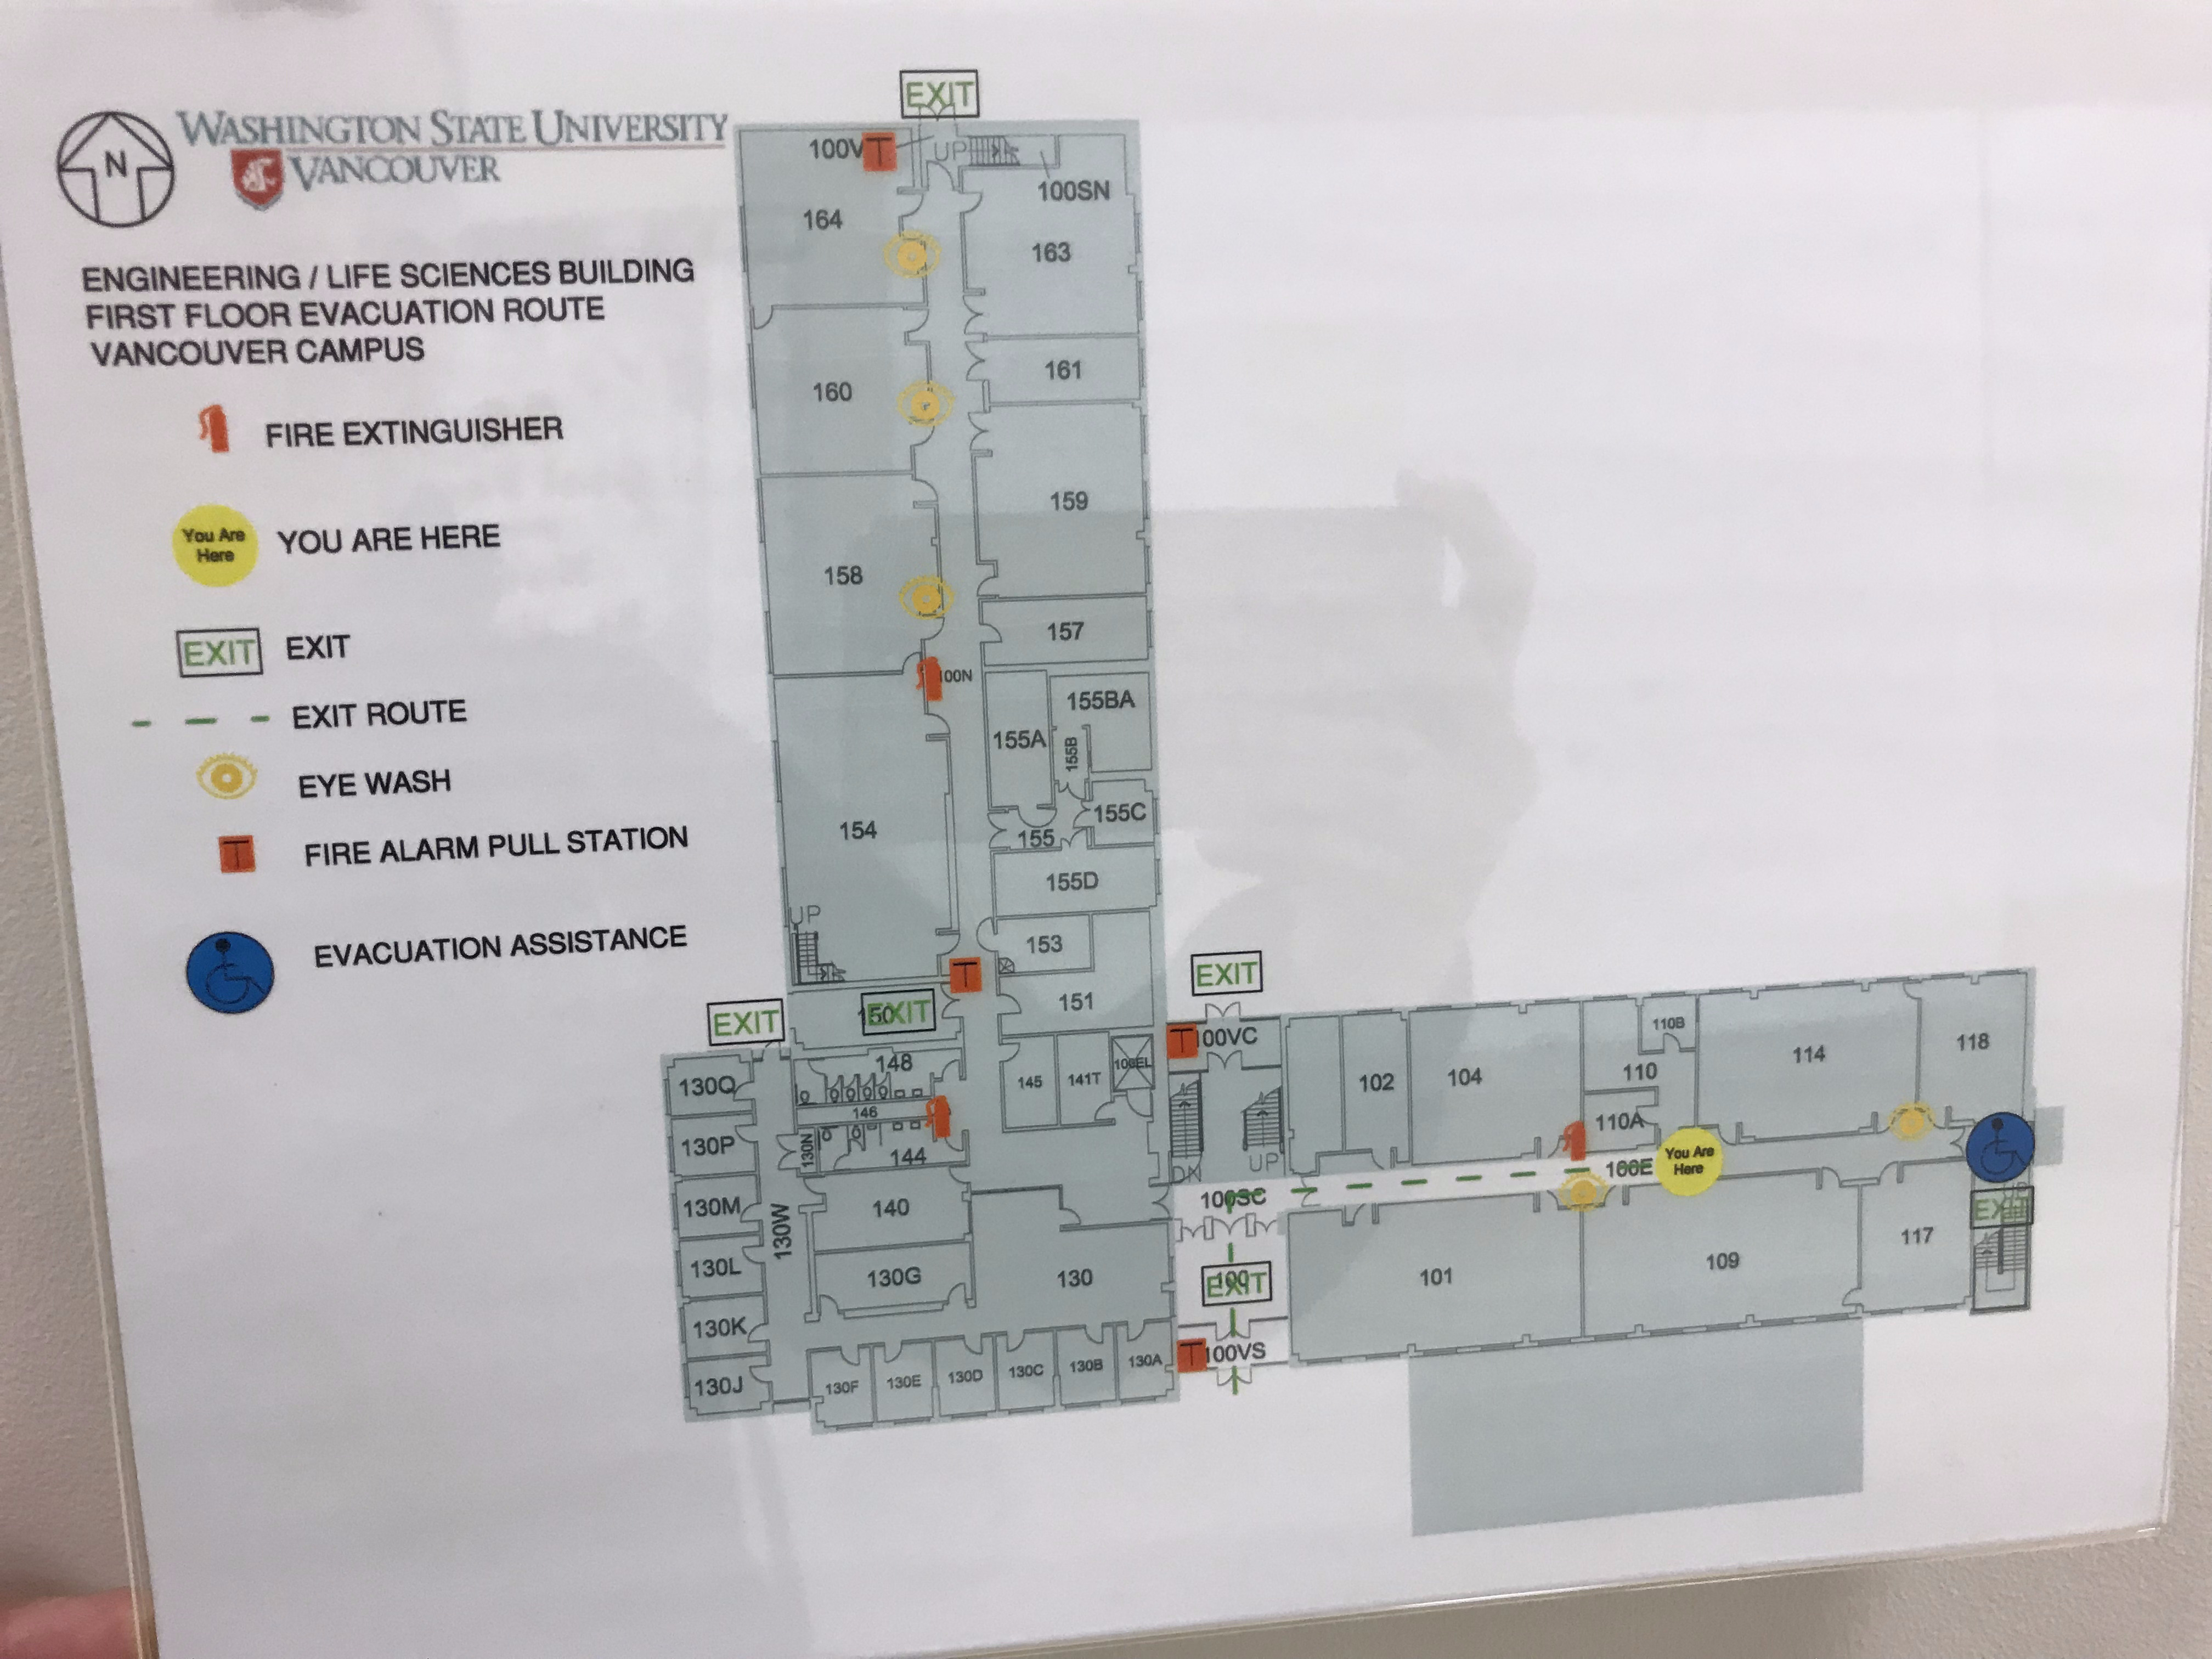 N
WASHINGTON STATE UNIVERSITY
VANCOUVER
ENGINEERING / LIFE SCIENCES BUILDING
FIRST FLOOR EVACUATION ROUTE
VANCOUVER CAMPUS
FIRE EXTINGUISHER
You Are
Here
YOU ARE HERE
EXIT
EXIT
EXIT ROUTE
EYE WASH
T
FIRE ALARM PULL STATION
EVACUATION ASSISTANCE
EXIT
100V
T
UP
100SN
164
163
161
160
159
158
157
100N
155BA
155A
155B
155C
154
155
155D
UP
153
T
151
EXIT
150
EXIT
EXIT
T
100VC
148
145
141T
100EL
146
144
130N
130Q
130P
130M
130L
130K
130J
130W
140
130G
130
130F
130E
130D
130C
130B
130A
DN
UP
100SC
100
EXIT
T
100VS
102
104
110B
110
110A
114
118
100E
You Are
Here
101
109
117
UP
EXIT